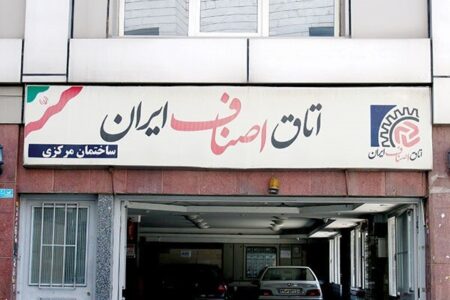 اتاق اصناف ایران
ساختمان مرکزی
اتاق اصناف ایران